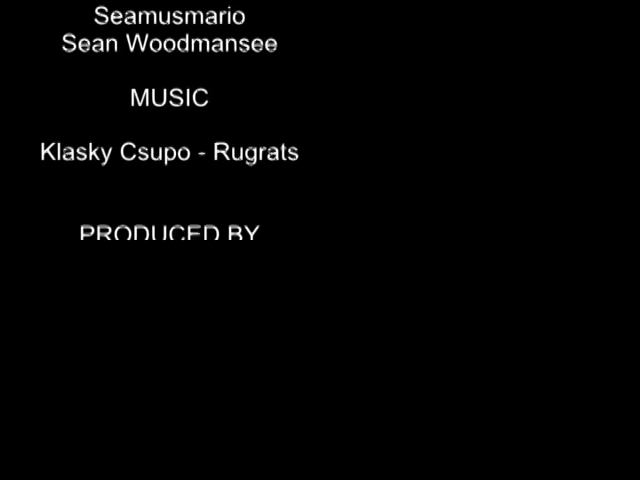 Seamusmario
Sean Woodmansee
MUSIC
Klasky Csupo - Rugrats
PRODUCED BY